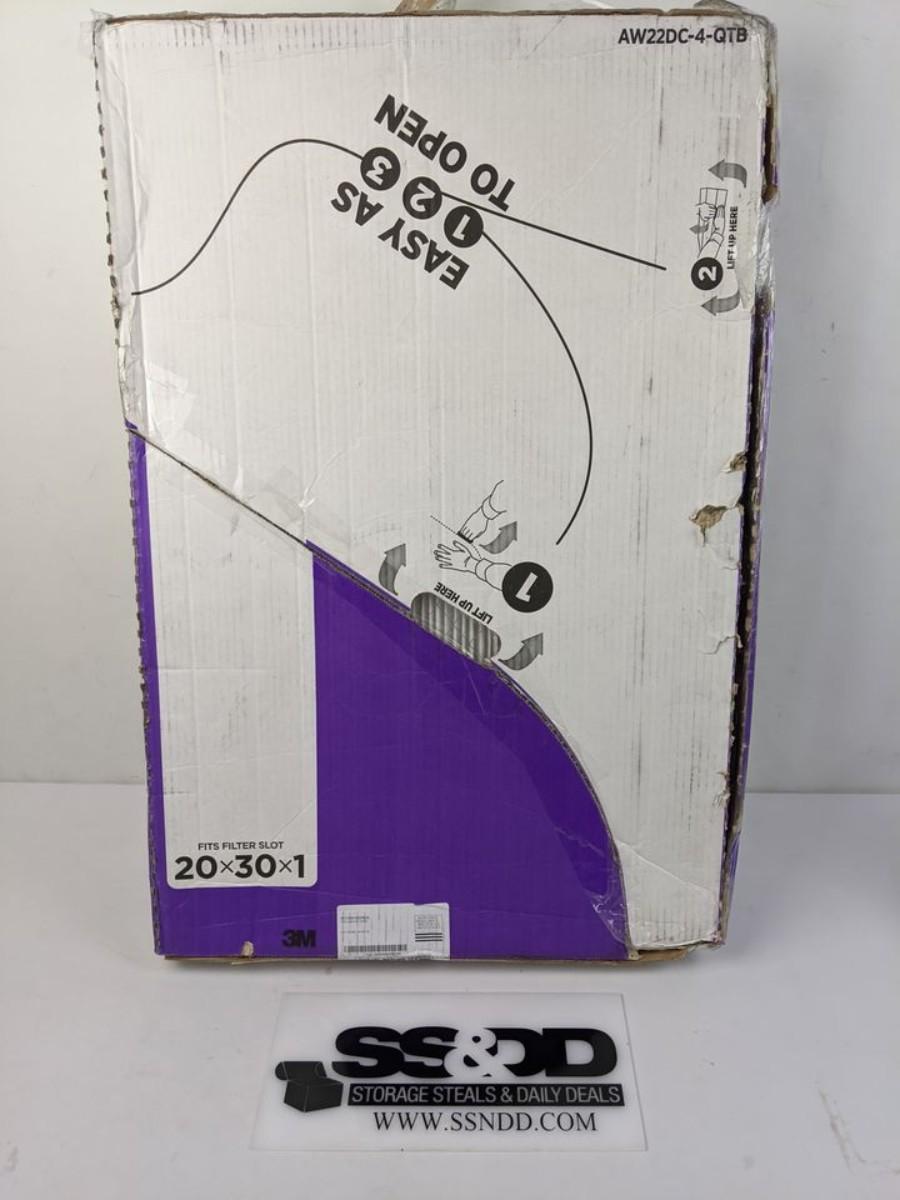 AW22DC-4-QTB
EASY AS
1 2 3
TO OPEN
2
LIFT UP HERE
1
LIFT UP HERE
FITS FILTER SLOT
20×30×1
3M
SS&DD
STORAGE STEALS & DAILY DEALS
WWW.SSNDD.COM